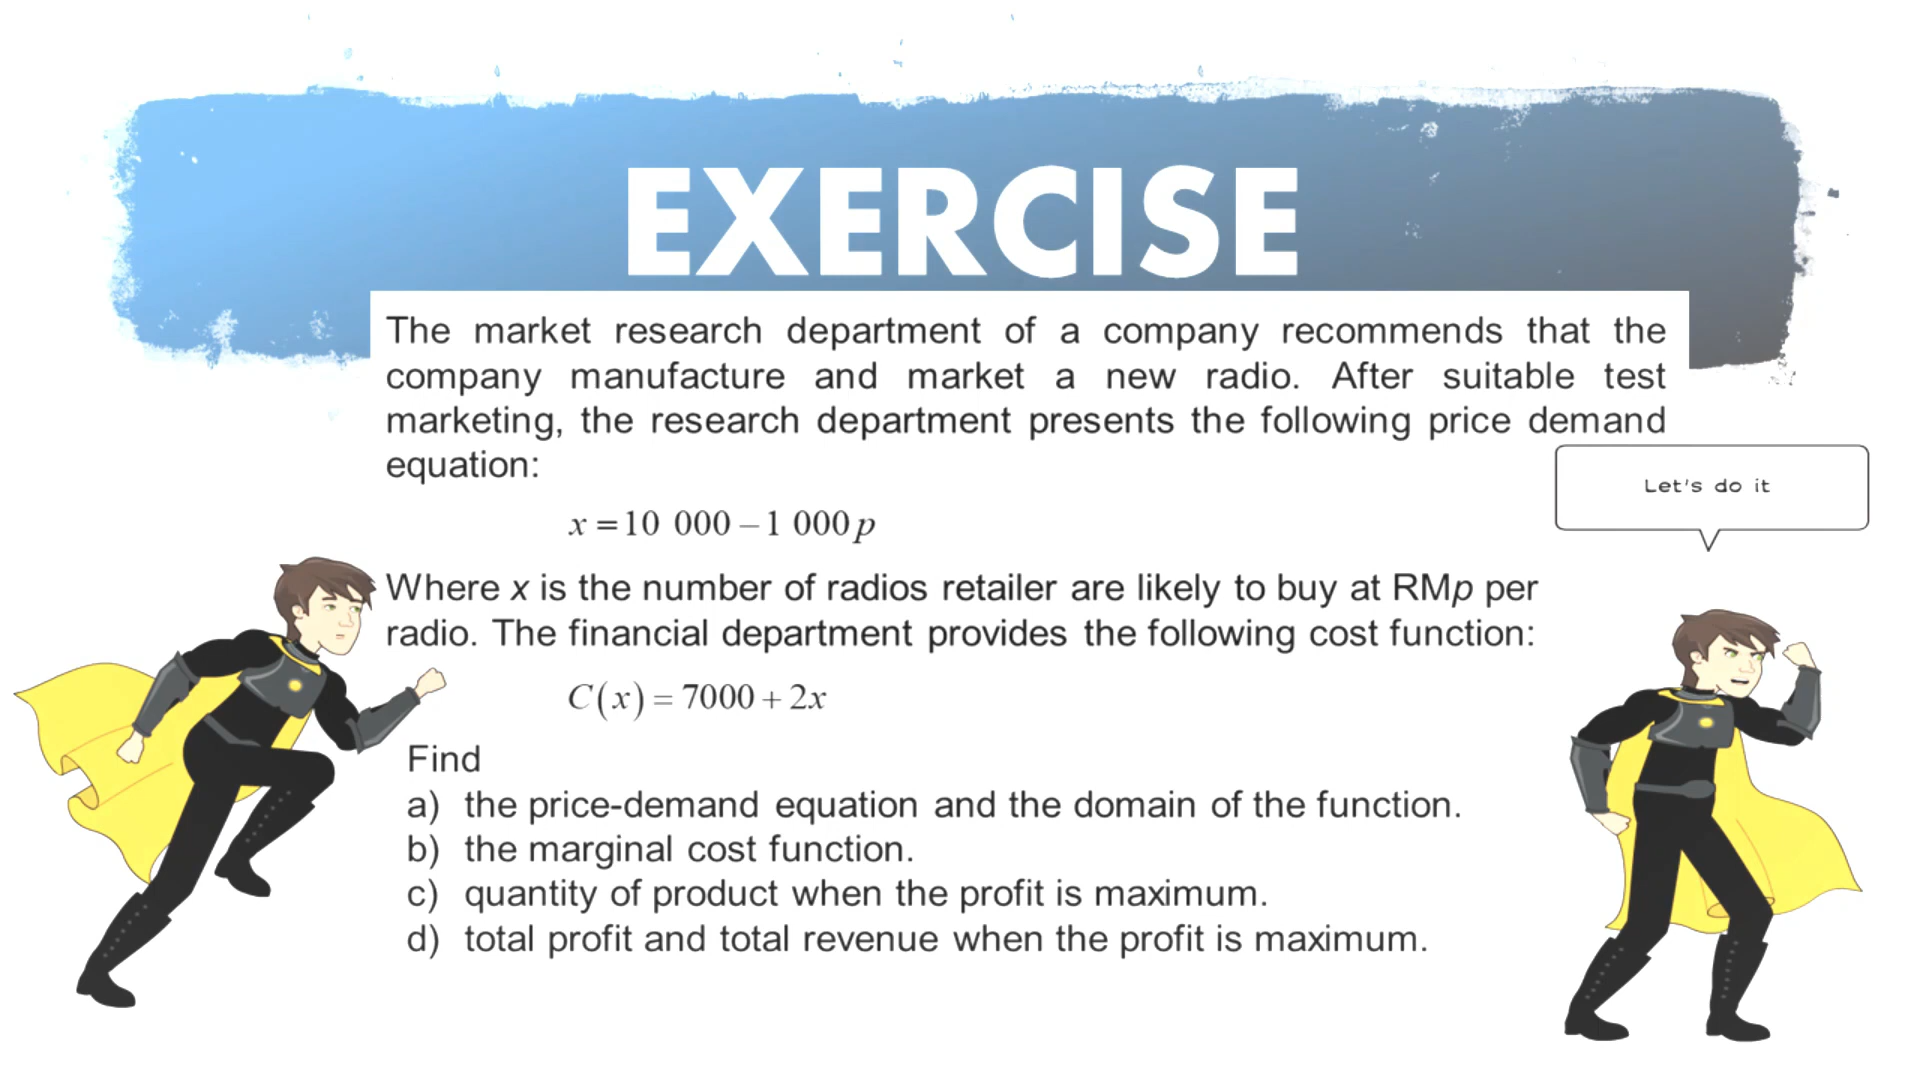 EXERCISE
The market research department of a company recommends that the
company manufacture and market a new radio. After suitable test
marketing, the research department presents the following price demand
equation:
Let's do it
x = 10 000 – 1 000 p
Where x is the number of radios retailer are likely to buy at RMp per
radio. The financial department provides the following cost function:
C(x) = 7000 + 2x
Find
a) the price-demand equation and the domain of the function.
b) the marginal cost function.
c) quantity of product when the profit is maximum.
d) total profit and total revenue when the profit is maximum.